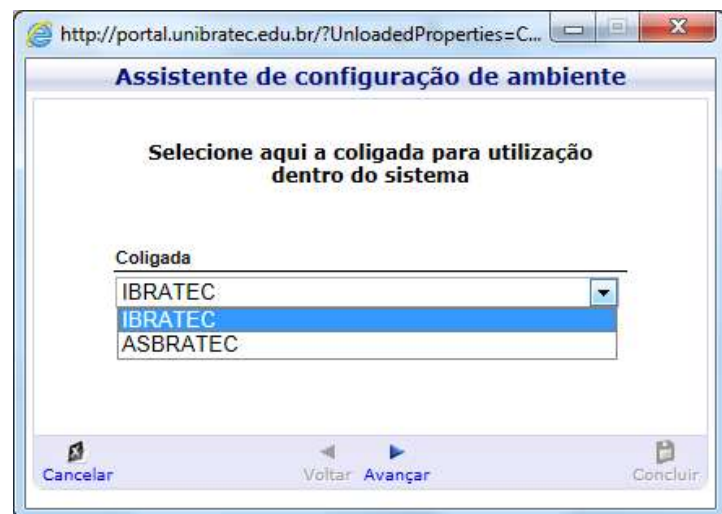 http://portal.unibratec.edu.br/?UnloadedProperties=C...
Assistente de configuração de ambiente
Selecione aqui a coligada para utilização
dentro do sistema
Coligada
IBRATEC
IBRATEC
ASBRATEC
Cancelar Voltar Avançar Concluir